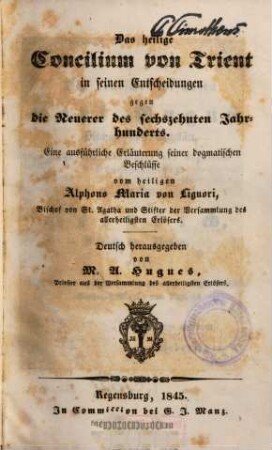 Timotheus
Das heilige
Concilium von Trient
in seinen Entscheidungen
gegen
die Neuerer des sechszehnten Jahr-
hunderts.
Eine ausführliche Erläuterung seiner dogmatischen
Beschlüsse
vom heiligen
Alphons Maria von Liguori,
Bischof von St. Agatha und Stifter der Versammlung des
allerheiligsten Erlösers.
Deutsch herausgegeben
von
M. A. Hugues,
Priester aus der Versammlung des allerheiligsten Erlösers.
Regensburg, 1845.
In Commission bei G. J. Manz.